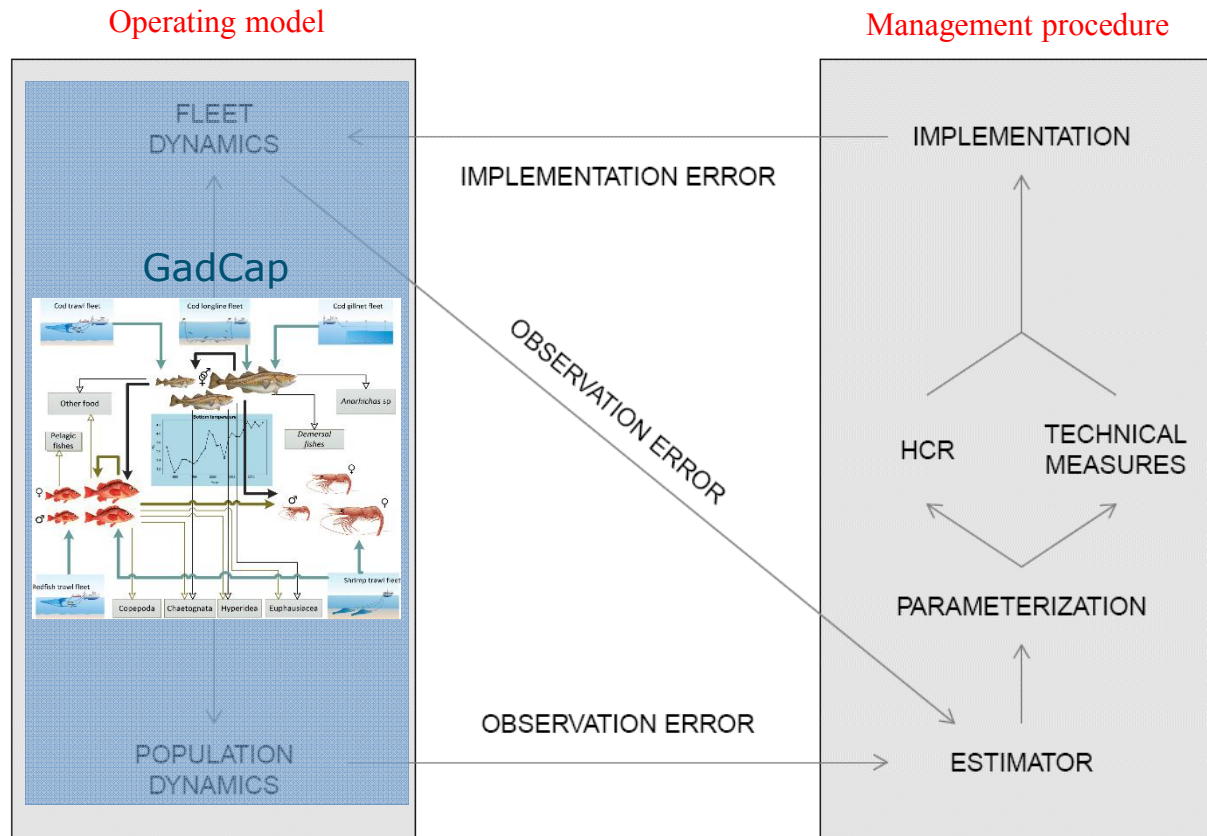 Operating model
Management procedure
FLEET
DYNAMICS
IMPLEMENTATION
IMPLEMENTATION ERROR
GadCap
Cod trawl fleet
Cod longline fleet
Cod gillnet fleet
Other food
Anarhichas sp
Pelagic
fishes
Bottom temperature
Demersal
fishes
Redfish trawl fleet
Shrimp trawl fleet
Copepoda
Chaetognata
Hyperidea
Euphausiacea
OBSERVATION ERROR
HCR
TECHNICAL
MEASURES
PARAMETERIZATION
OBSERVATION ERROR
POPULATION
DYNAMICS
ESTIMATOR